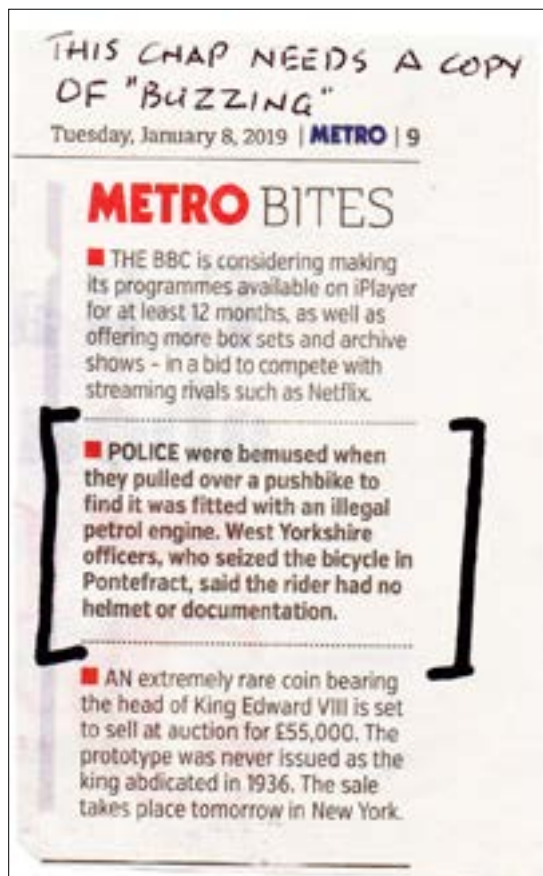 THIS CHAP NEEDS A COPY
OF "BUZZING"
Tuesday, January 8, 2019 | METRO | 9
METRO BITES
■ THE BBC is considering making
its programmes available on iPlayer
for at least 12 months, as well as
offering more box sets and archive
shows – in a bid to compete with
streaming rivals such as Netflix.
■ POLICE were bemused when
they pulled over a pushbike to
find it was fitted with an illegal
petrol engine. West Yorkshire
officers, who seized the bicycle in
Pontefract, said the rider had no
helmet or documentation.
■ AN extremely rare coin bearing
the head of King Edward VIII is set
to sell at auction for £55,000. The
prototype was never issued as the
king abdicated in 1936. The sale
takes place tomorrow in New York.